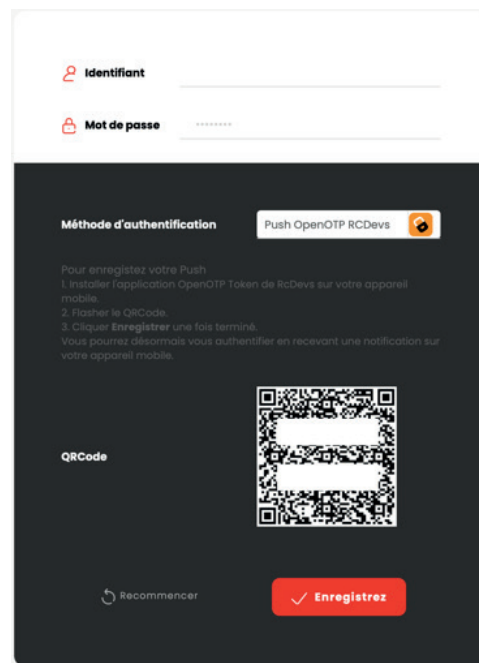 Identifiant
Mot de passe ········
Méthode d'authentification Push OpenOTP RCDevs
Pour enregistez votre Push
1. Installer l'application OpenOTP Token de RcDevs sur votre appareil
mobile.
2. Flasher le QRCode.
3. Cliquer Enregistrer une fois terminé.
Vous pourrez désormais vous authentifier en recevant une notification sur
votre appareil mobile.
QRCode
Recommencer Enregistrez